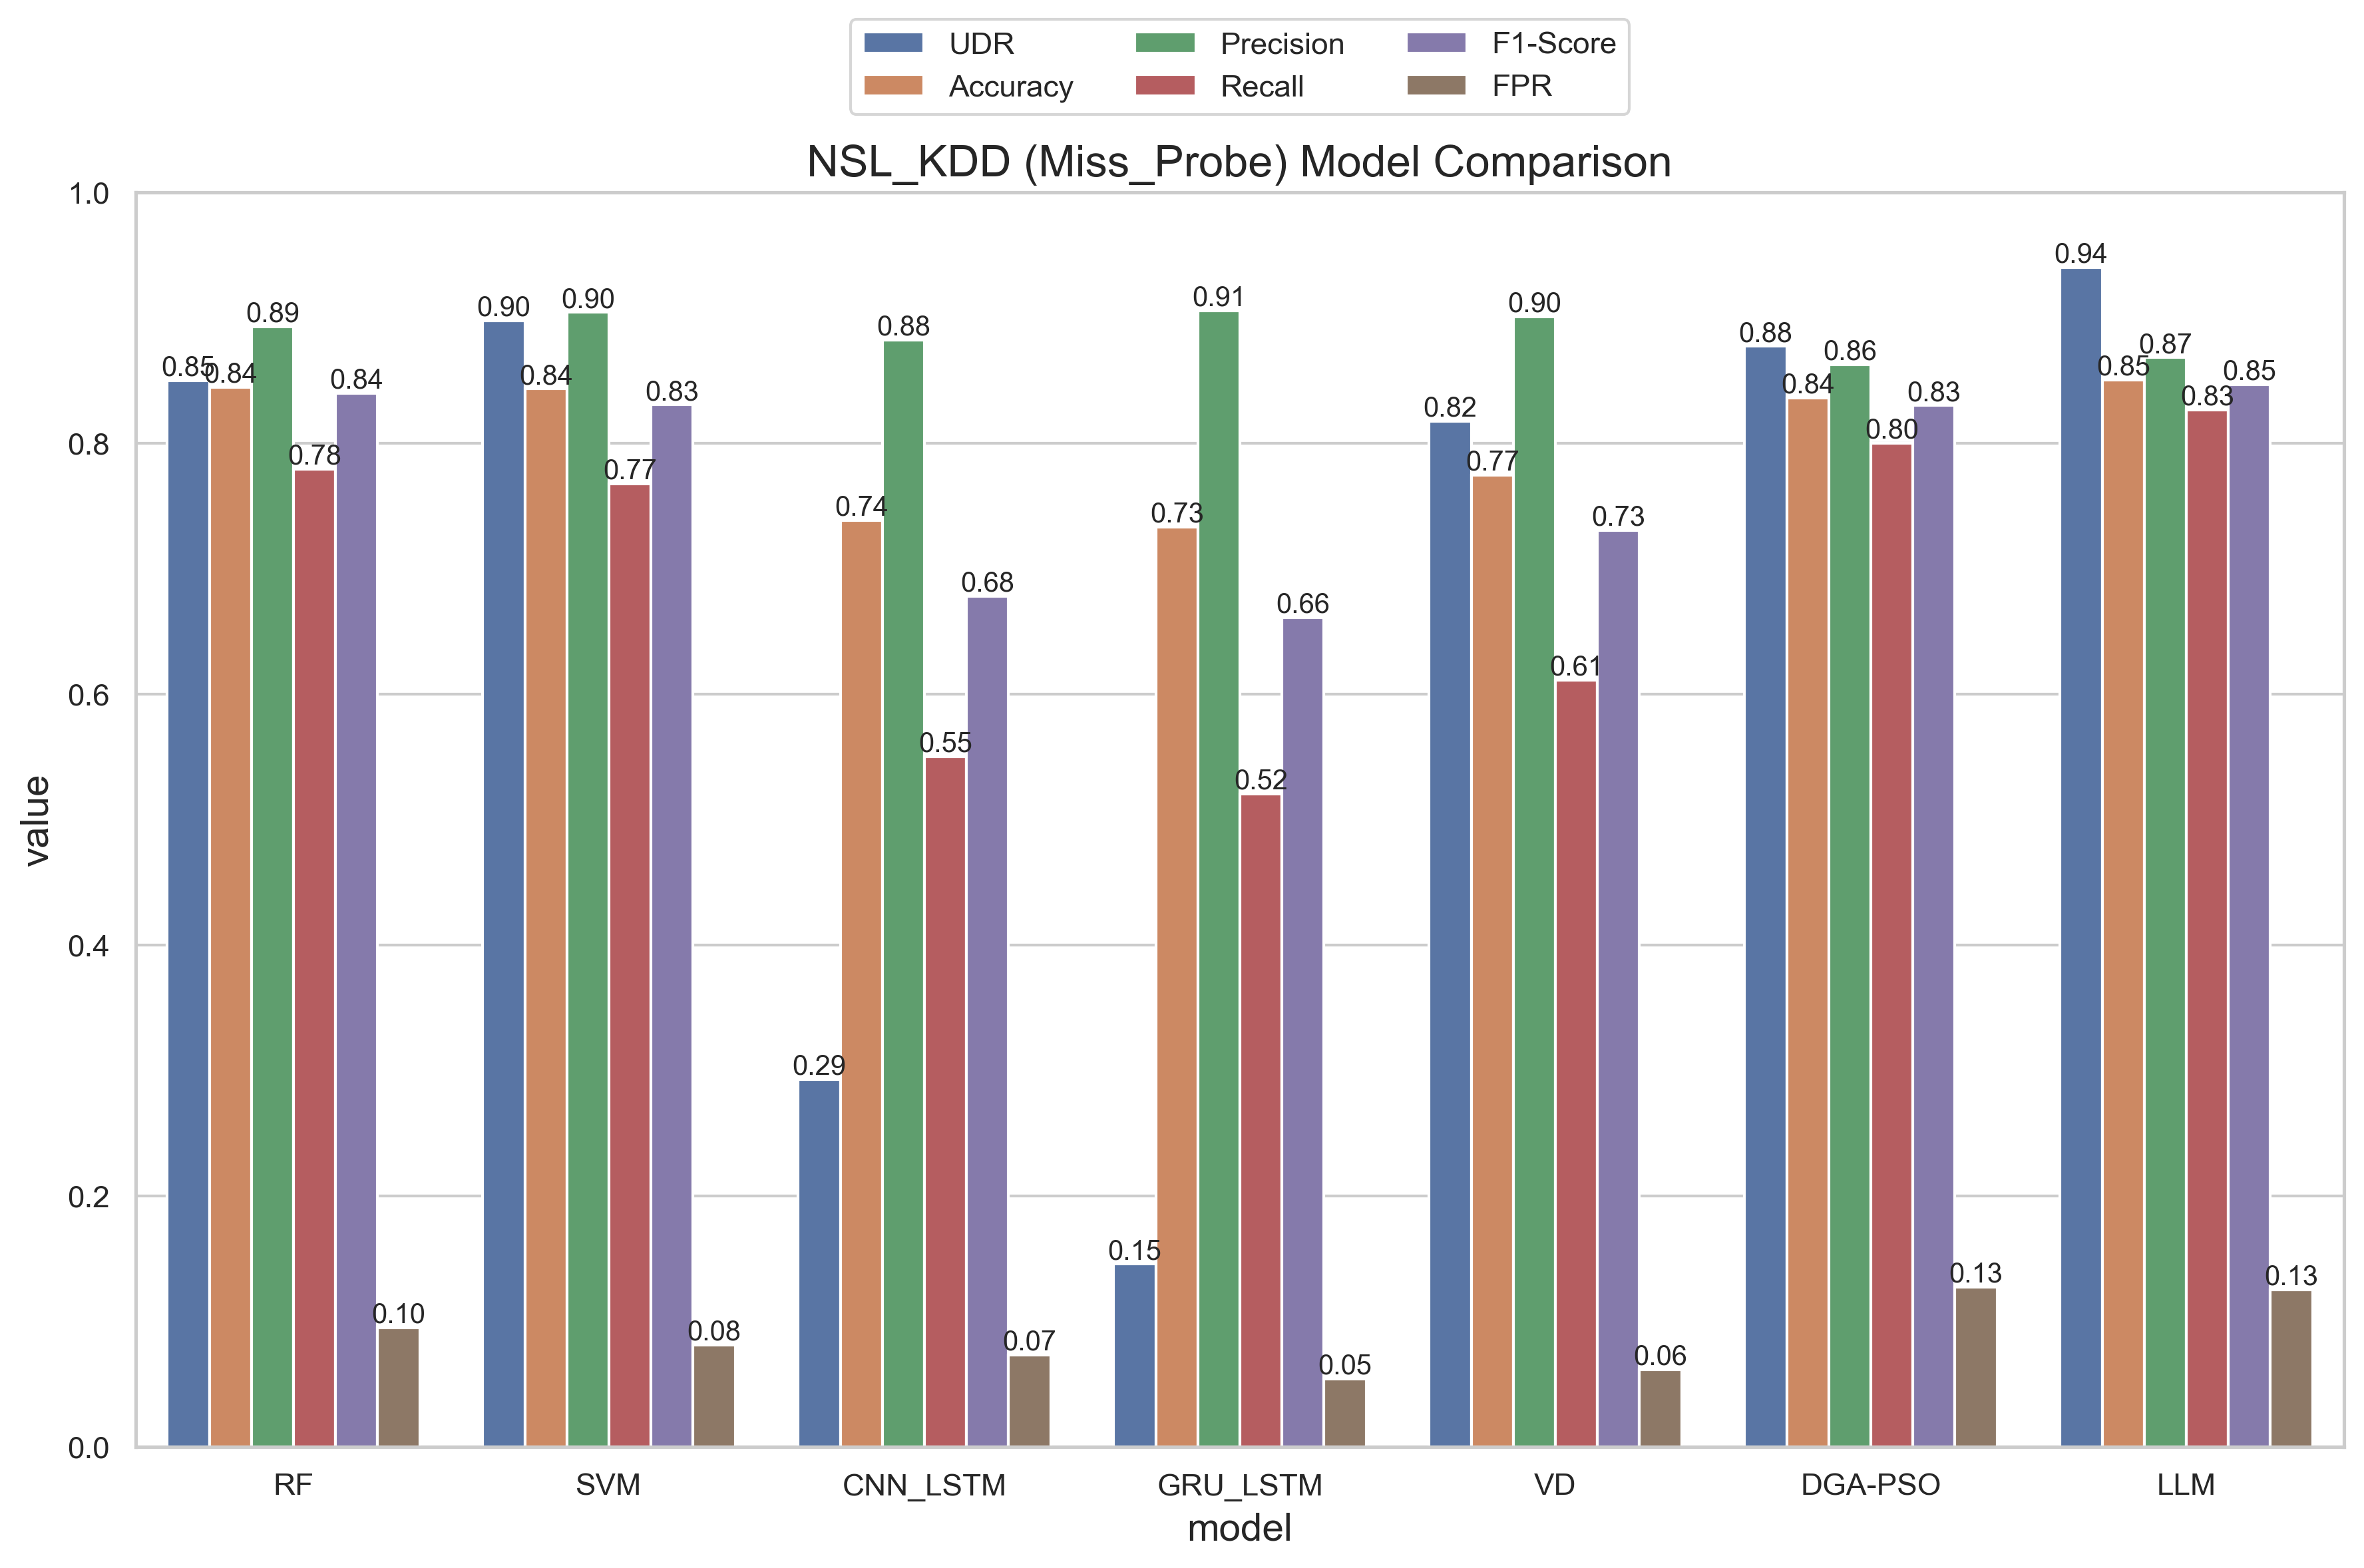 UDR Precision F1-Score
Accuracy Recall FPR
NSL_KDD (Miss_Probe) Model Comparison
value
1.0
0.8
0.6
0.4
0.2
0.0
0.85 0.84 0.89 0.78 0.84 0.10
0.90 0.84 0.90 0.77 0.83 0.08
0.29 0.74 0.88 0.55 0.68 0.07
0.15 0.73 0.91 0.52 0.66 0.05
0.82 0.77 0.90 0.61 0.73 0.06
0.88 0.84 0.86 0.80 0.83 0.13
0.94 0.85 0.87 0.83 0.85 0.13
RF SVM CNN_LSTM GRU_LSTM VD DGA-PSO LLM
model